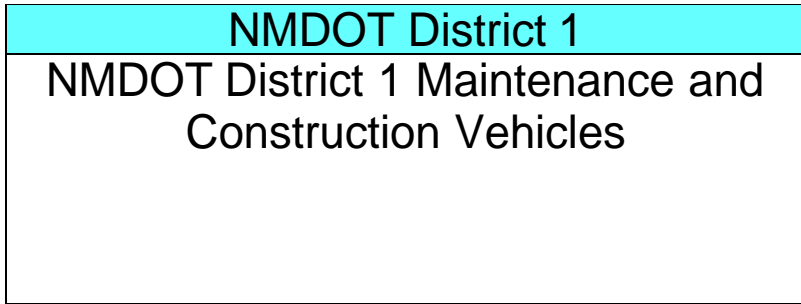 NMDOT District 1
NMDOT District 1 Maintenance and
Construction Vehicles